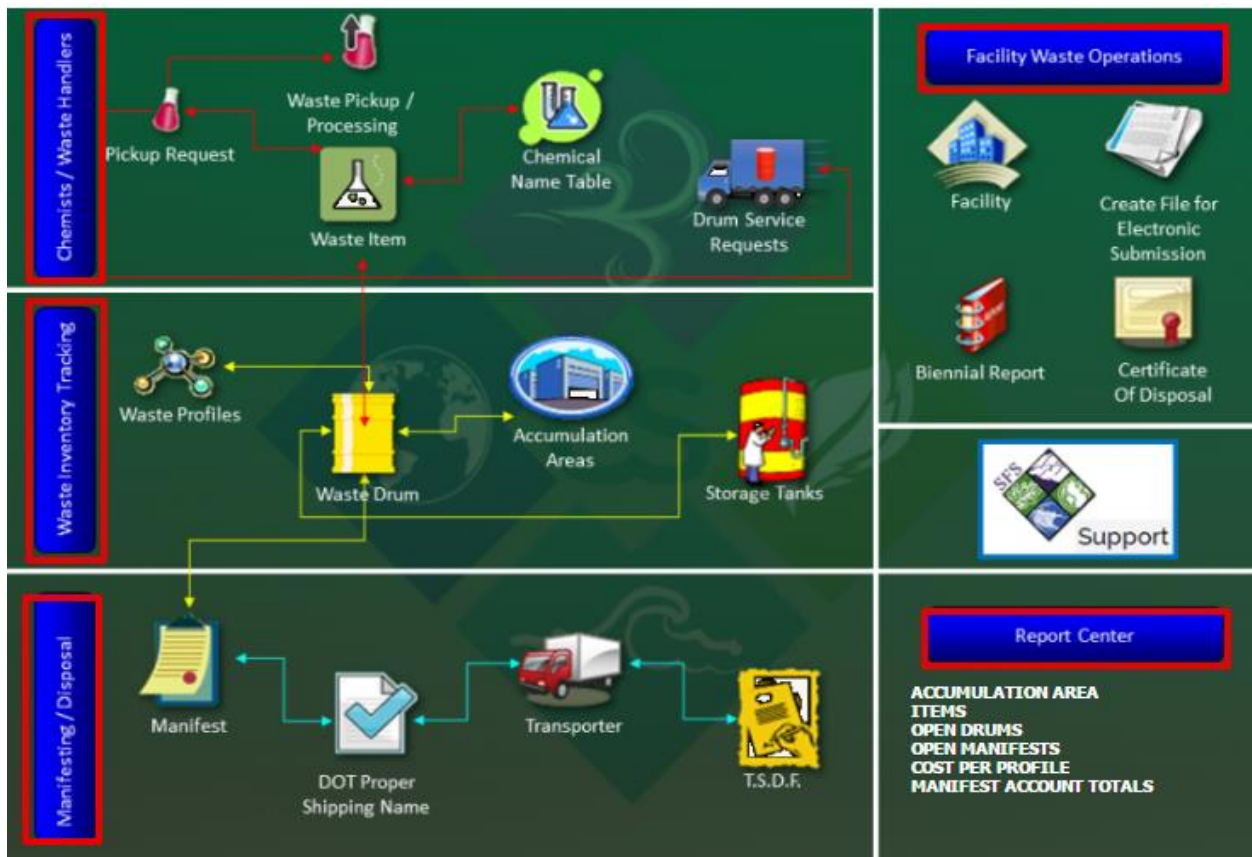 Chemists / Waste Handlers
Waste Pickup /
Processing
Pickup Request
Chemical
Name Table
Waste Item
Drum Service
Requests
Waste Inventory Tracking
Waste Profiles
Waste Drum
Accumulation
Areas
Storage Tanks
Manifesting / Disposal
Manifest
DOT Proper
Shipping Name
Transporter
T.S.D.F.
Facility Waste Operations
Facility
Create File for
Electronic
Submission
Biennial Report
Certificate
Of Disposal
SFS
Support
Report Center
ACCUMULATION AREA
ITEMS
OPEN DRUMS
OPEN MANIFESTS
COST PER PROFILE
MANIFEST ACCOUNT TOTALS